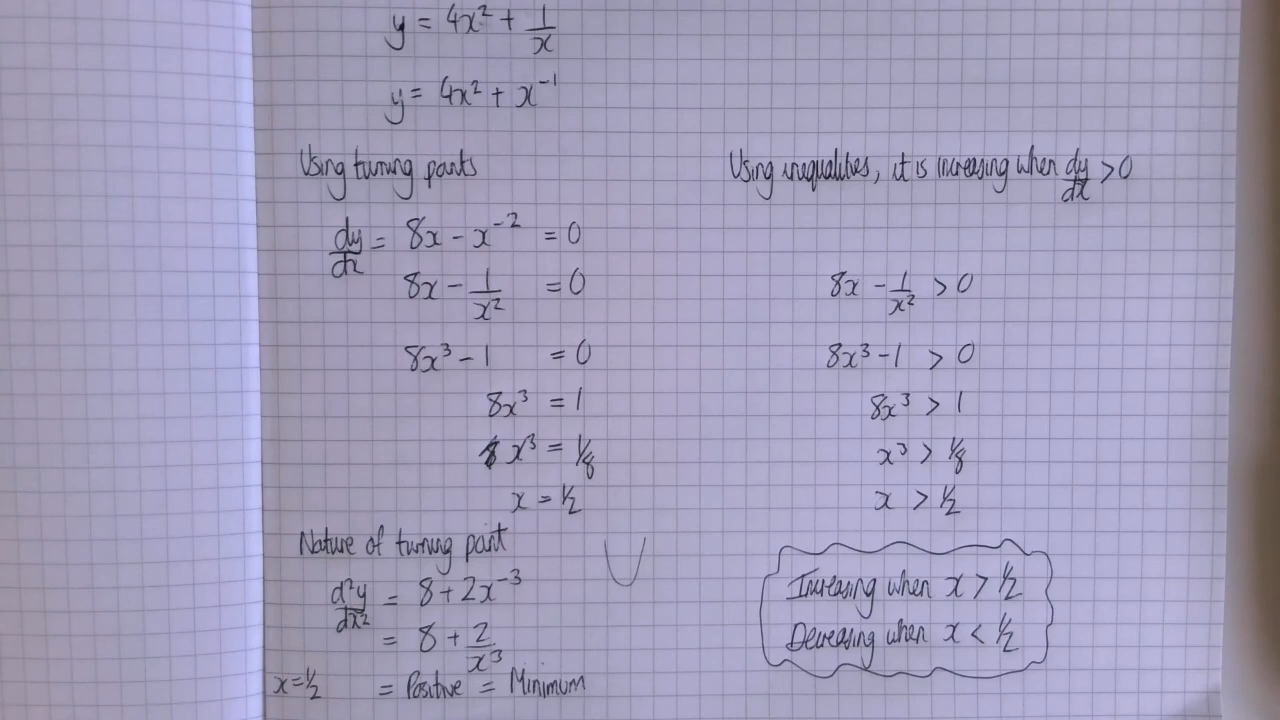 y = 4x² + 1/x
y = 4x² + x⁻¹
Using turning points
dy/dx = 8x - x⁻² = 0
8x - 1/x² = 0
8x³ - 1 = 0
8x³ = 1
x³ = 1/8
x = 1/2
Nature of turning point
d²y/dx² = 8 + 2x⁻³
= 8 + 2/x³
x = 1/2 = Positive = Minimum
Using inequalities, it is increasing when dy/dx > 0
8x - 1/x² > 0
8x³ - 1 > 0
8x³ > 1
x³ > 1/8
x > 1/2
Increasing when x > 1/2
Decreasing when x < 1/2